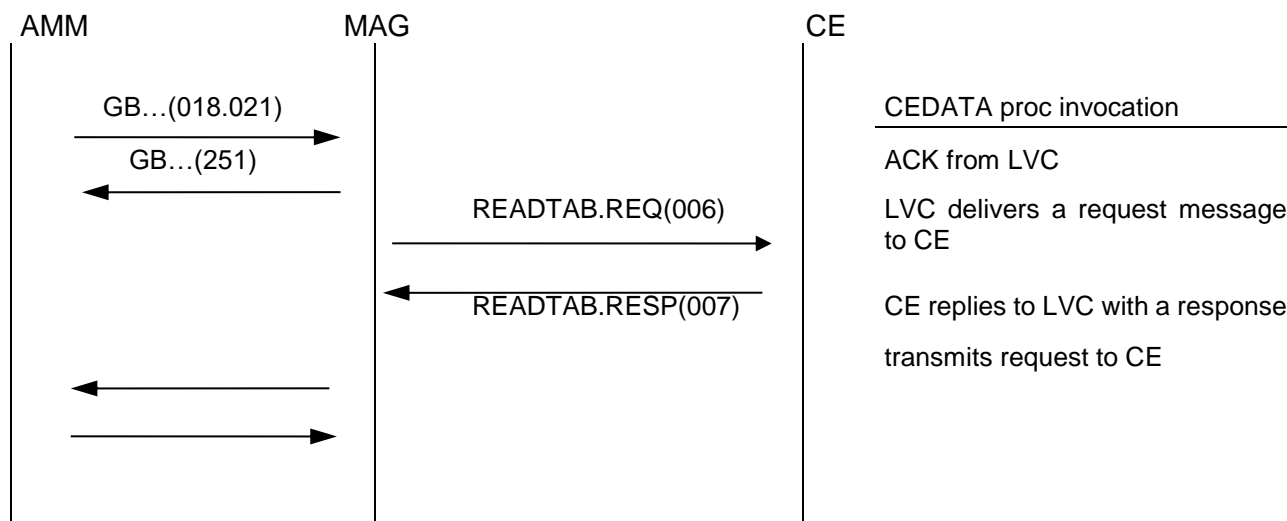 AMM MAG CE
GB…(018.021) CEDATA proc invocation
GB…(251) ACK from LVC
READTAB.REQ(006) LVC delivers a request message
to CE
READTAB.RESP(007) CE replies to LVC with a response
transmits request to CE